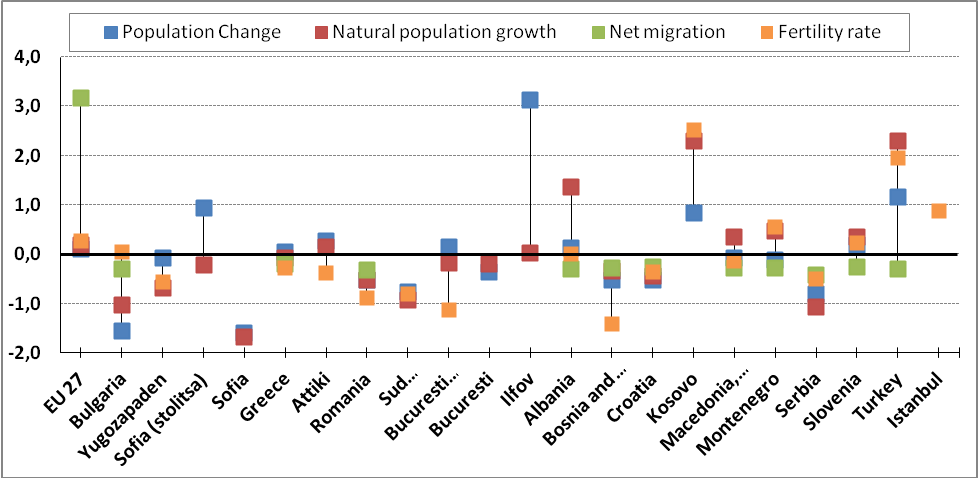 Population Change Natural population growth Net migration Fertility rate
4,0
3,0
2,0
1,0
0,0
-1,0
-2,0
EU 27
Bulgaria
Yugozapaden
Sofia (stolitsa)
Sofia
Greece
Attiki
Romania
Sud...
Bucuresti...
Bucuresti
Ilfov
Albania
Bosnia and...
Croatia
Kosovo
Macedonia,...
Montenegro
Serbia
Slovenia
Turkey
Istanbul